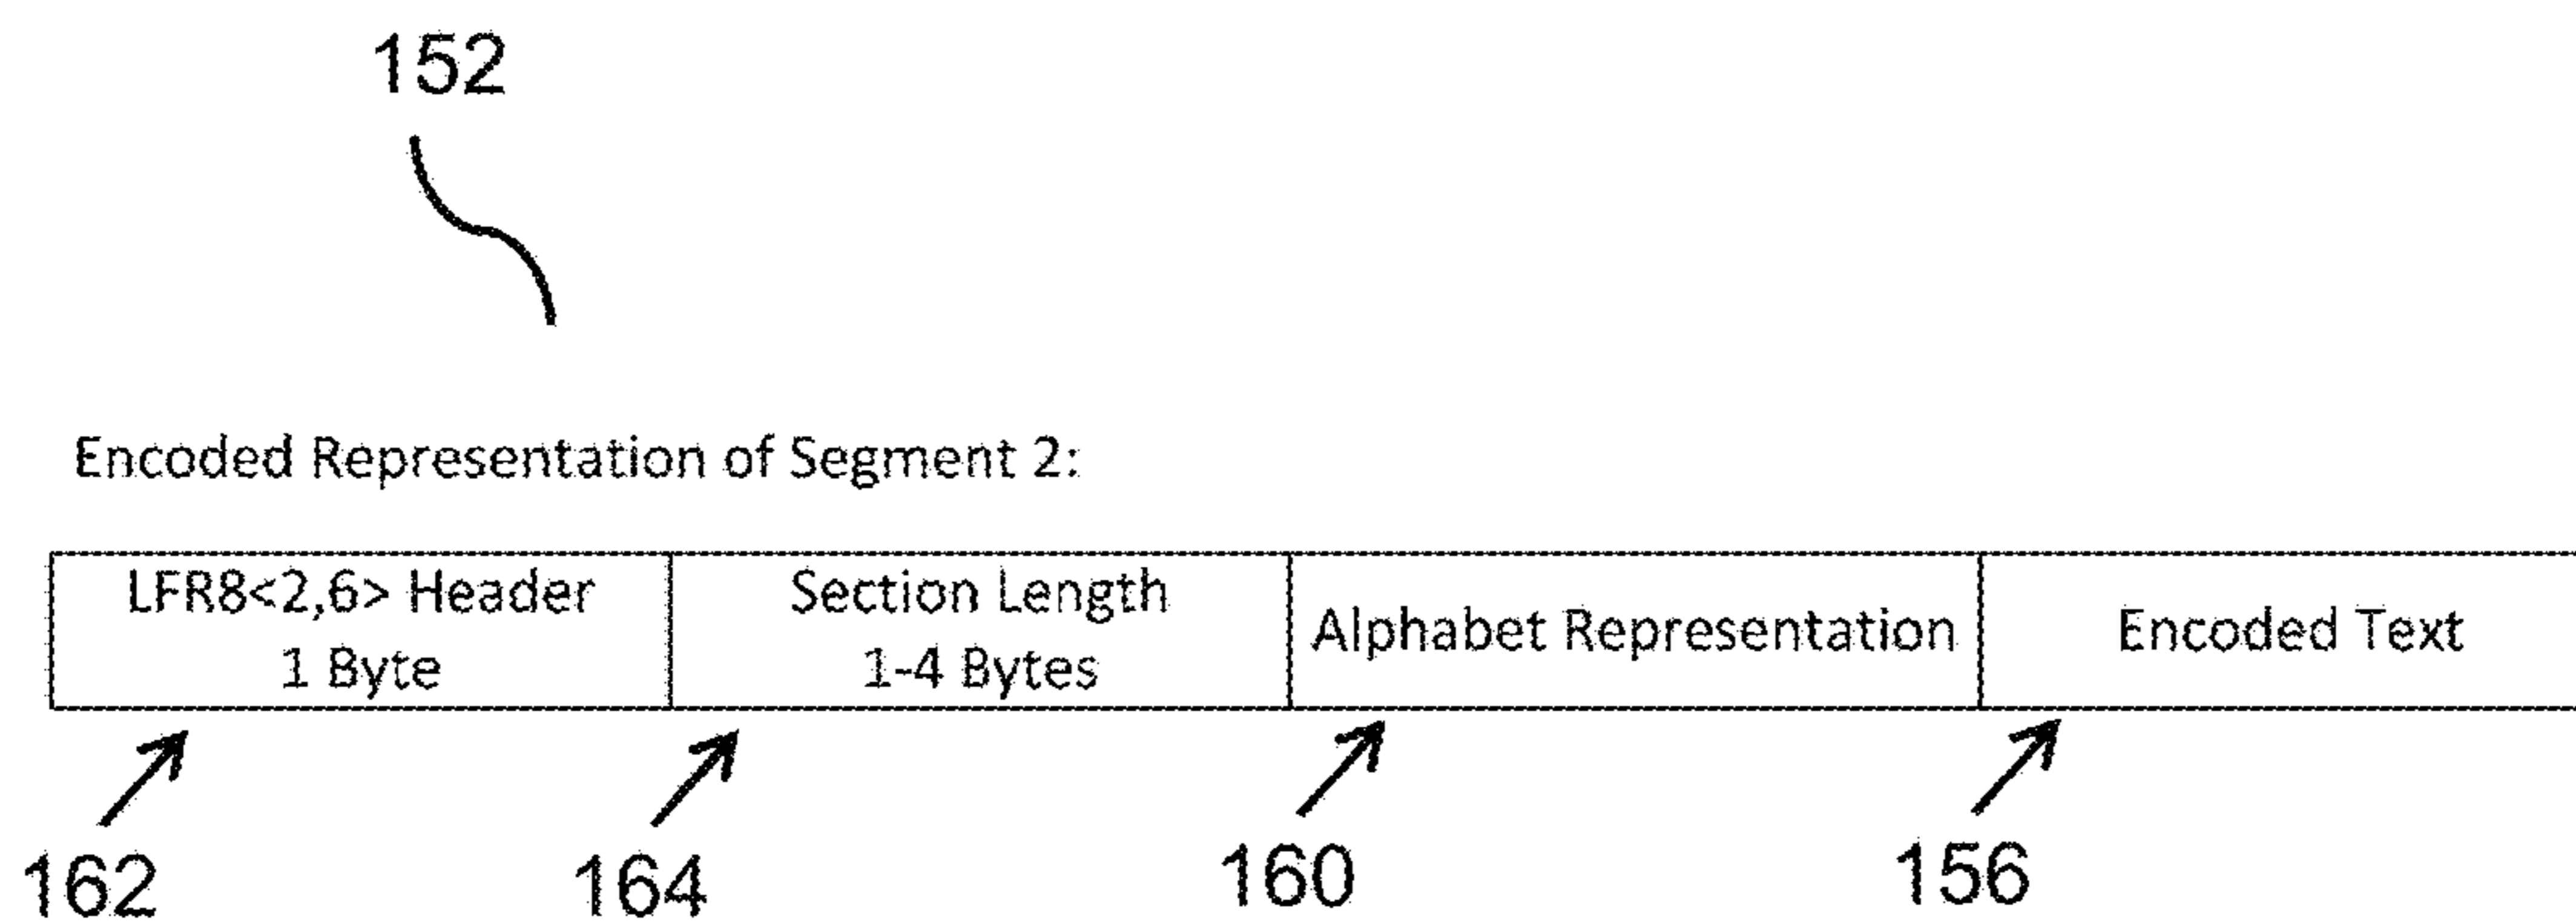 152
Encoded Representation of Segment 2:
LFR8<2,6> Header
1 Byte
Section Length
1-4 Bytes
Alphabet Representation
Encoded Text
162
164
160
156